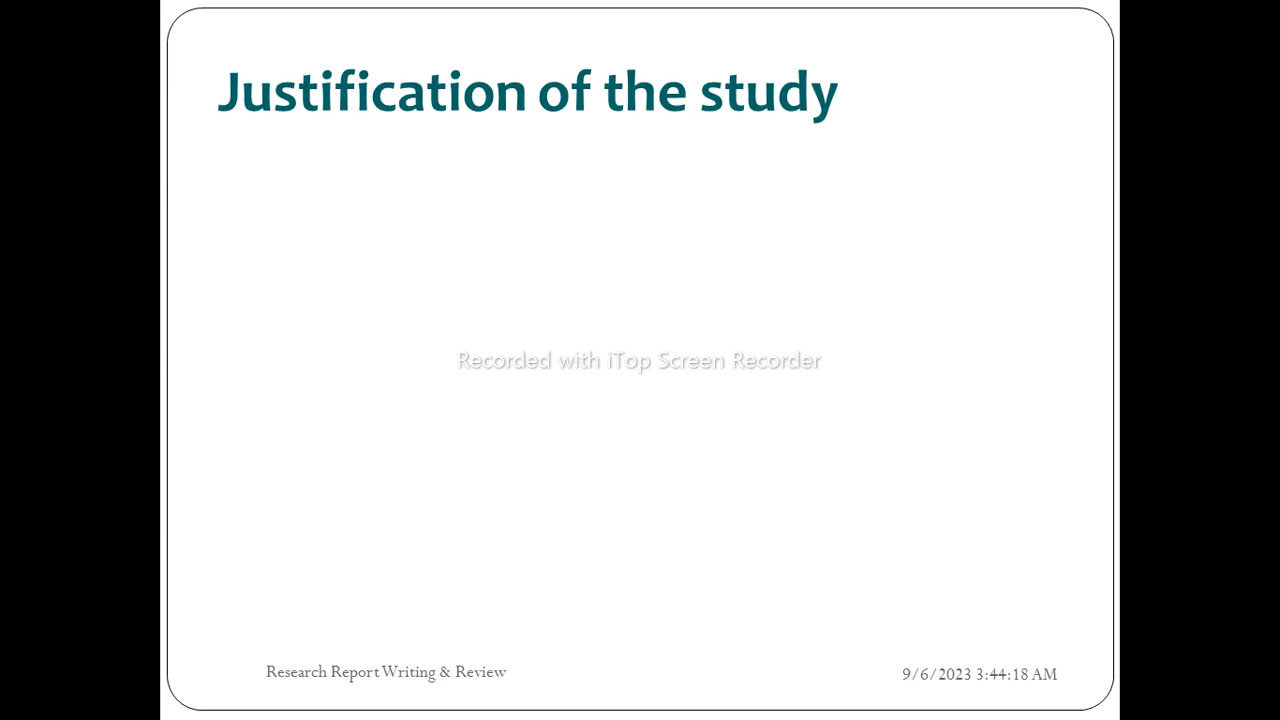 Justification of the study
Recorded with iTop Screen Recorder
Research Report Writing & Review
9/6/2023 3:44:18 AM